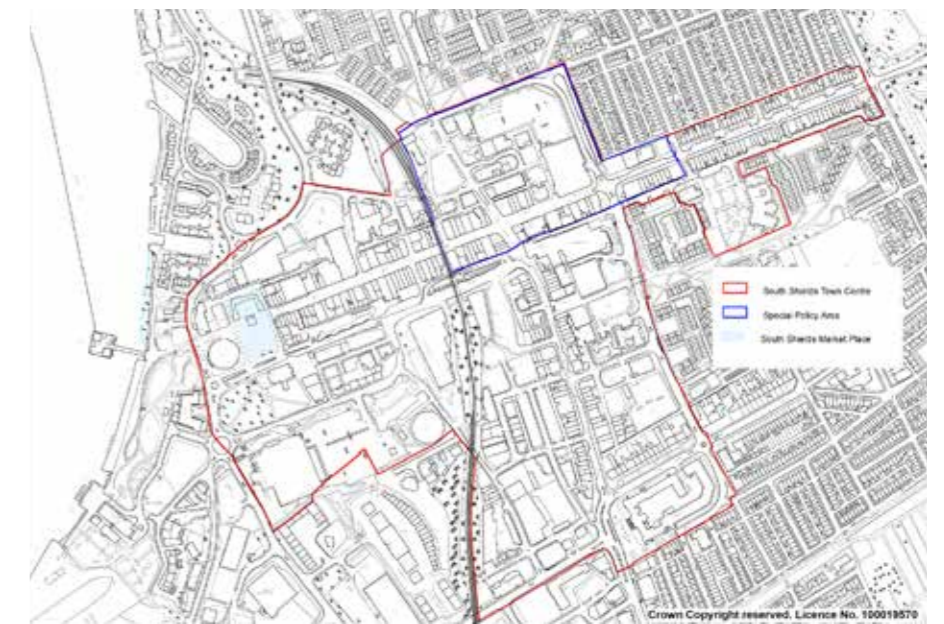 South Shields Town Centre
Special Policy Area
South Shields Market Place
Crown Copyright reserved. Licence No. 100019570